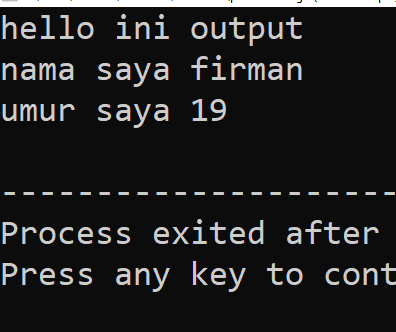 hello ini output
nama saya firman
umur saya 19
---------------------
Process exited after
Press any key to cont